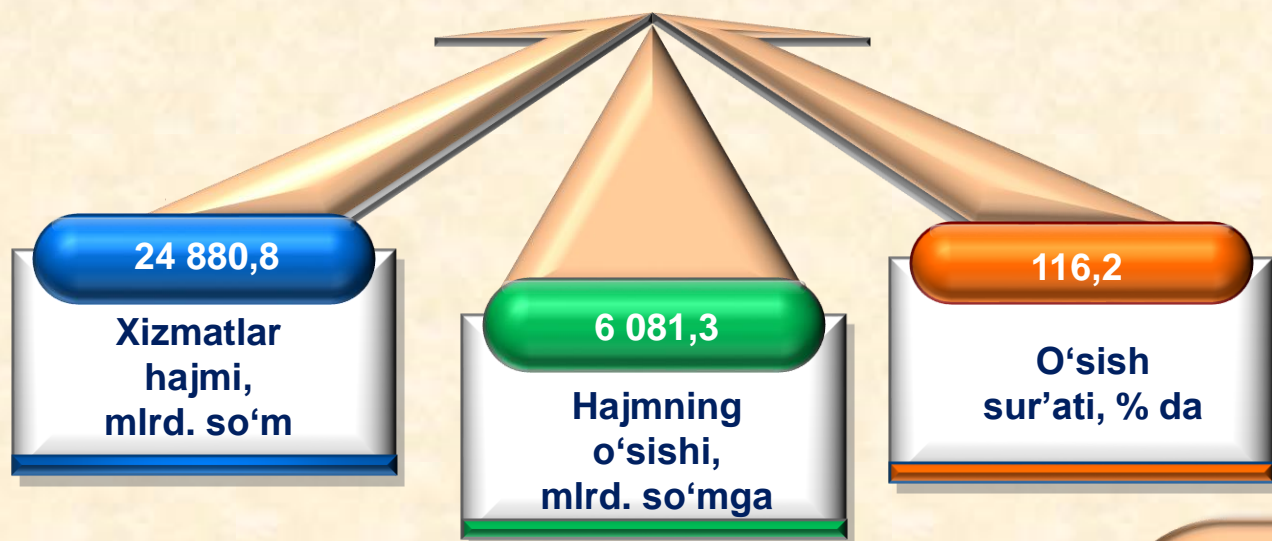 24 880,8
Xizmatlar
hajmi,
mlrd. so‘m
6 081,3
Hajmning
o‘sishi,
mlrd. so‘mga
116,2
O‘sish
sur’ati, % da